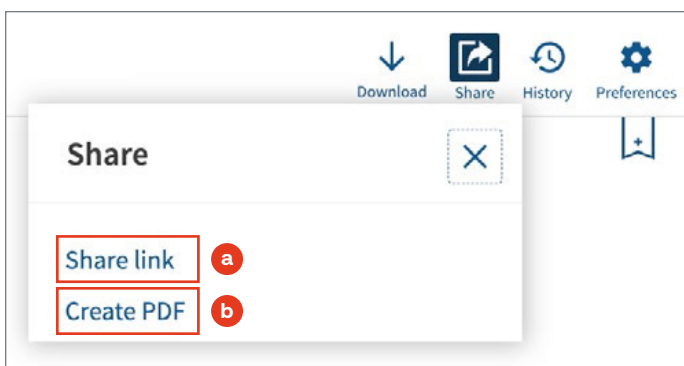 Download Share History Preferences
Share
Share link a
Create PDF b